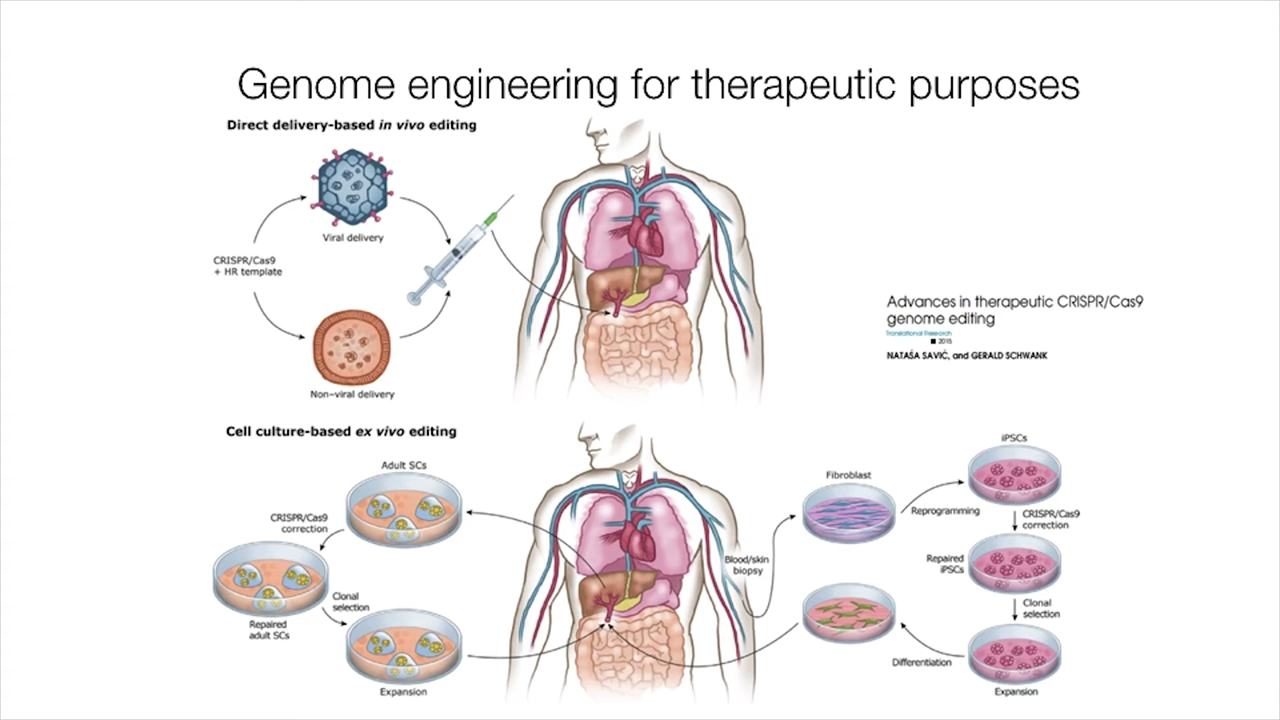 Genome engineering for therapeutic purposes
Direct delivery-based in vivo editing
Viral delivery
CRISPR/Cas9
+ HR template
Non-viral delivery
Advances in therapeutic CRISPR/Cas9
genome editing
Translational Research
2015
NATAŠA SAVIĆ, and GERALD SCHWANK
Cell culture-based ex vivo editing
Adult SCs
CRISPR/Cas9
correction
Repaired
adult SCs
Clonal
selection
Expansion
Blood/skin
biopsy
Fibroblast
Reprogramming
iPSCs
CRISPR/Cas9
correction
Repaired
iPSCs
Clonal
selection
Differentiation
Expansion